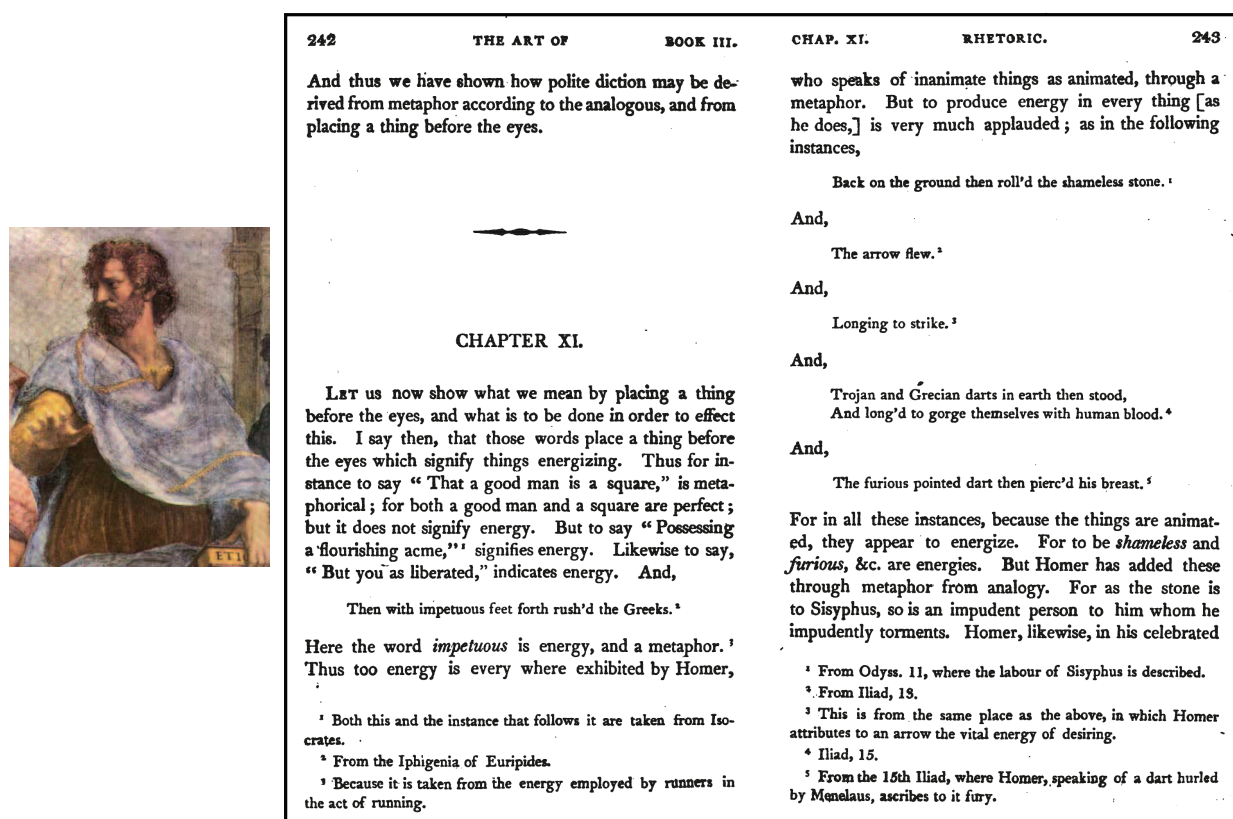 ETI
242 THE ART OF BOOK III.
And thus we have shown how polite diction may be de-
rived from metaphor according to the analogous, and from
placing a thing before the eyes.
CHAPTER XI.
LET us now show what we mean by placing a thing
before the eyes, and what is to be done in order to effect
this. I say then, that those words place a thing before
the eyes which signify things energizing. Thus for in-
stance to say “ That a good man is a square,” is meta-
phorical ; for both a good man and a square are perfect ;
but it does not signify energy. But to say “ Possessing
a flourishing acme,”¹ signifies energy. Likewise to say,
“ But you as liberated,” indicates energy. And,
Then with impetuous feet forth rush’d the Greeks.²
Here the word impetuous is energy, and a metaphor. ³
Thus too energy is every where exhibited by Homer,
¹ Both this and the instance that follows it are taken from Iso-
crates.
² From the Iphigenia of Euripides.
³ Because it is taken from the energy employed by runners in
the act of running.
CHAP. XI. RHETORIC. 243
who speaks of inanimate things as animated, through a
metaphor. But to produce energy in every thing [as
he does,] is very much applauded ; as in the following
instances,
Back on the ground then roll’d the shameless stone. ¹
And,
The arrow flew. ²
And,
Longing to strike. ³
And,
Trojan and Grecian darts in earth then stood,
And long’d to gorge themselves with human blood. ⁴
And,
The furious pointed dart then pierc’d his breast. ⁵
For in all these instances, because the things are animat-
ed, they appear to energize. For to be shameless and
furious, &c. are energies. But Homer has added these
through metaphor from analogy. For as the stone is
to Sisyphus, so is an impudent person to him whom he
impudently torments. Homer, likewise, in his celebrated
¹ From Odyss. 11, where the labour of Sisyphus is described.
² From Iliad, 13.
³ This is from the same place as the above, in which Homer
attributes to an arrow the vital energy of desiring.
⁴ Iliad, 15.
⁵ From the 15th Iliad, where Homer, speaking of a dart hurled
by Menelaus, ascribes to it fury.